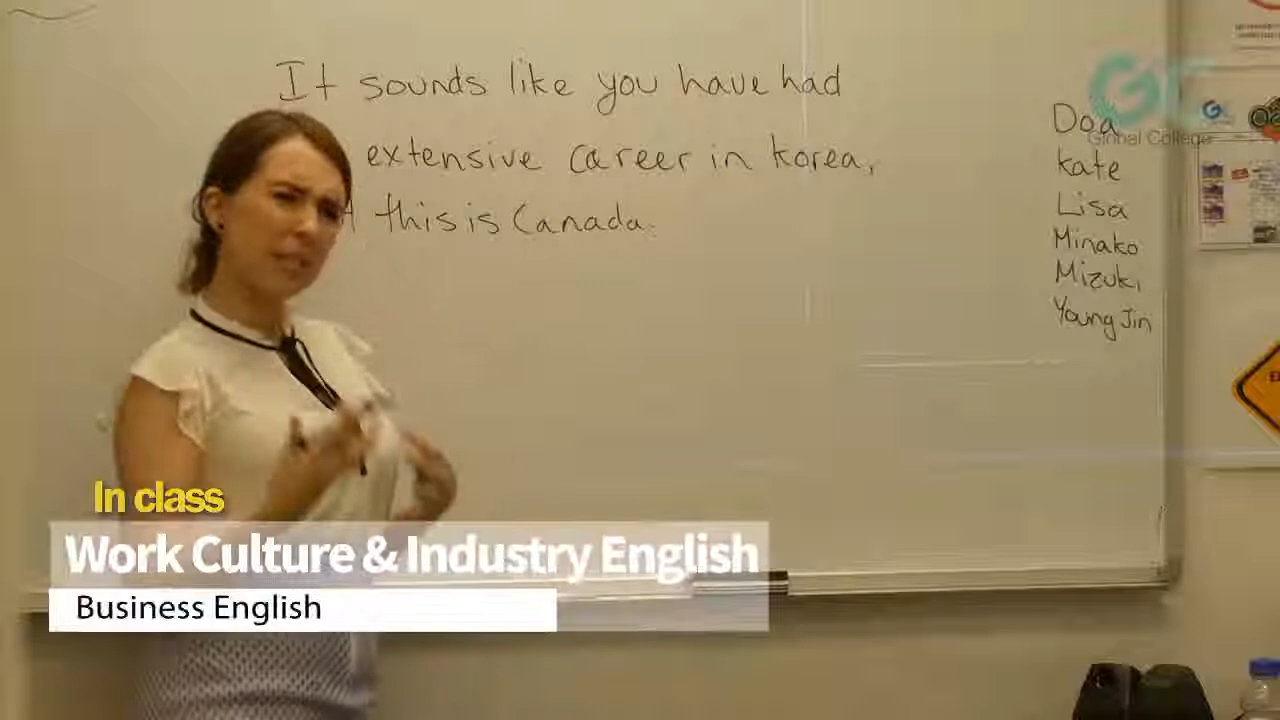 It sounds like you have had
extensive career in korea,
this is Canada.
Doa
Kate
Lisa
Minako
Mizuki
Young Jin
GC
Global College
In class
Work Culture & Industry English
Business English